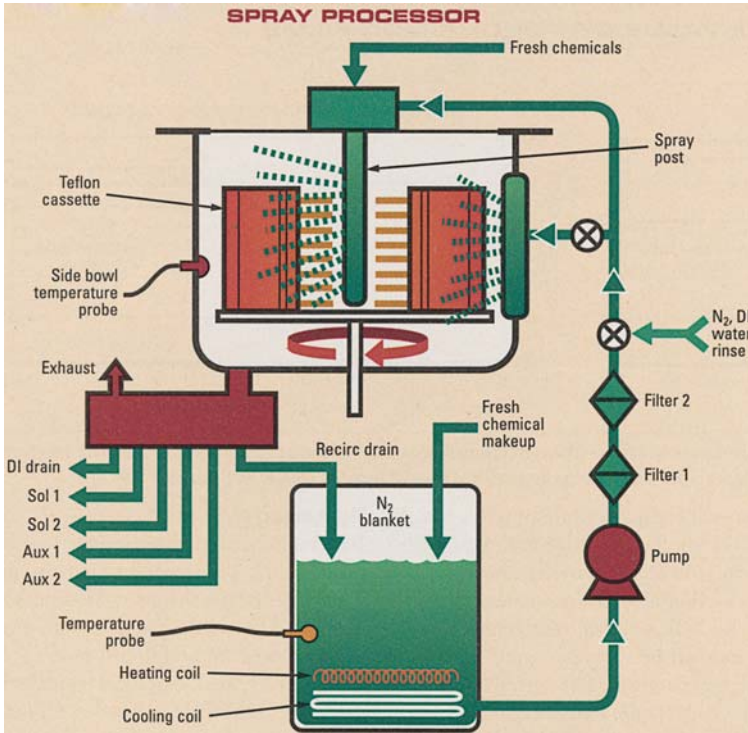 SPRAY PROCESSOR
Fresh chemicals
Spray
post
Teflon
cassette
Side bowl
temperature
probe
N2, DI
water
rinse
Exhaust
Filter 2
Fresh
chemical
makeup
Recirc drain
DI drain
Sol 1
Sol 2
Aux 1
Aux 2
N2
blanket
Filter 1
Pump
Temperature
probe
Heating coil
Cooling coil